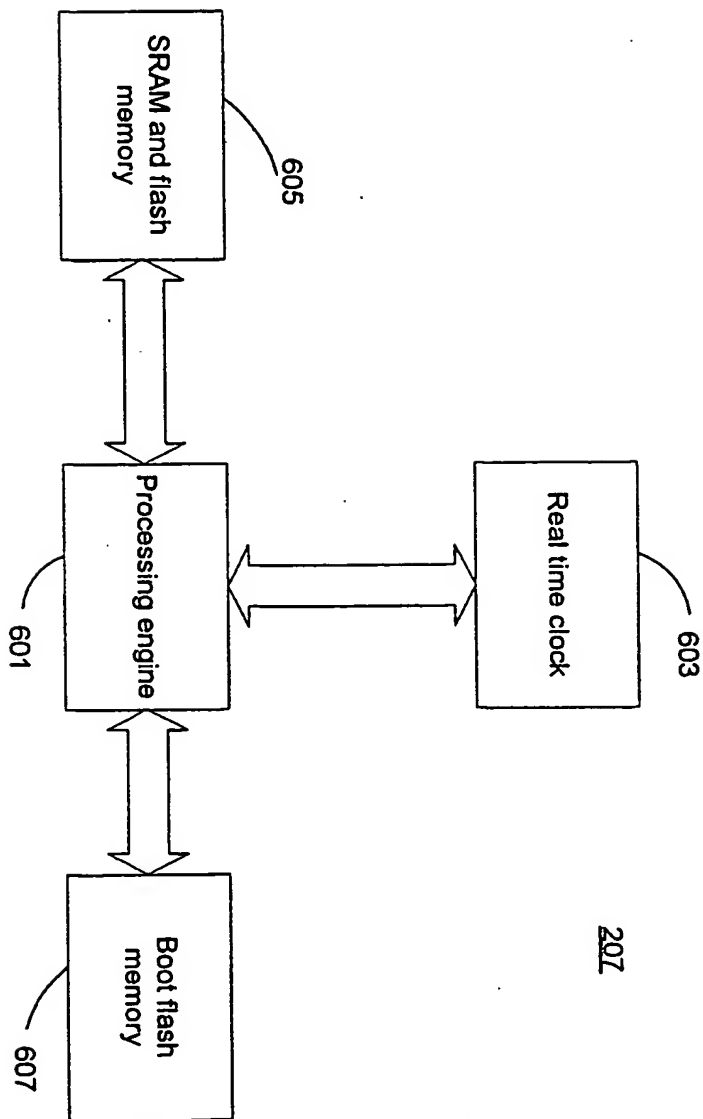 603
207
Real time clock
605
SRAM and flash
memory
Processing engine
Boot flash
memory
601
607